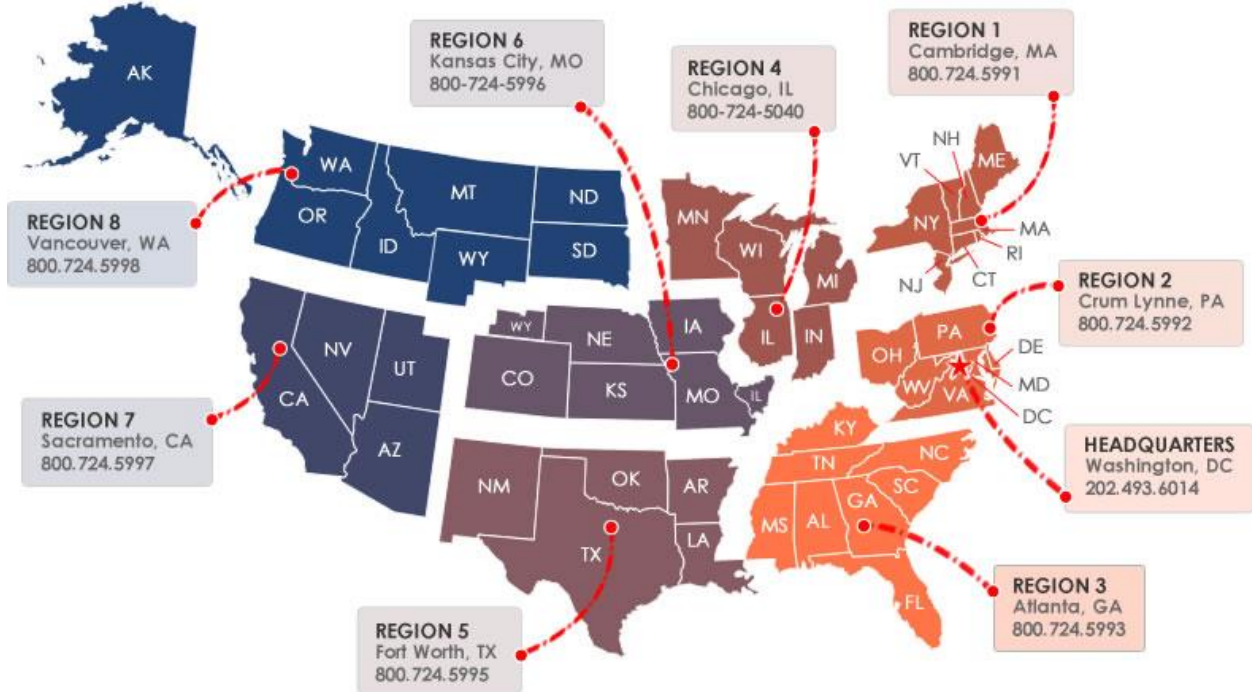 REGION 6
Kansas City, MO
800-724-5996
REGION 4
Chicago, IL
800-724-5040
REGION 1
Cambridge, MA
800.724.5991
AK
WA
MT
ND
OR
ID
WY
SD
MN
WI
MI
IL
IN
VT
NH
ME
NY
MA
RI
CT
NJ
REGION 8
Vancouver, WA
800.724.5998
REGION 2
Crum Lynne, PA
800.724.5992
PA
OH
WV
VA
DE
MD
DC
NV
UT
CA
AZ
WY
NE
IA
CO
KS
MO
IL
REGION 7
Sacramento, CA
800.724.5997
HEADQUARTERS
Washington, DC
202.493.6014
KY
TN
NC
SC
MS
AL
GA
FL
NM
OK
AR
TX
LA
REGION 3
Atlanta, GA
800.724.5993
REGION 5
Fort Worth, TX
800.724.5995